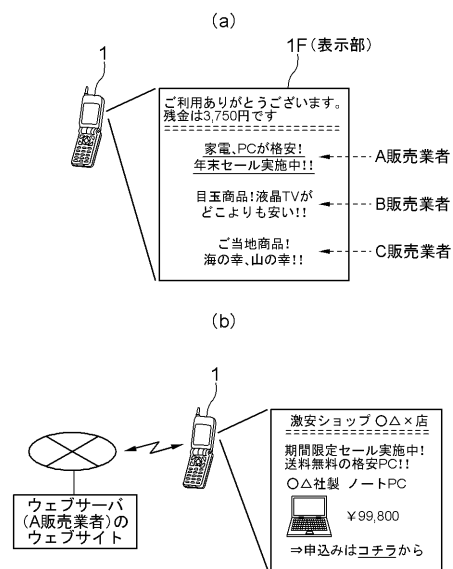 (a)
1
1F(表示部)
ご利用ありがとうございます。
残金は3,750円です
家電、PCが格安!
年末セール実施中!!
A販売業者
目玉商品!液晶TVが
どこよりも安い!!
B販売業者
ご当地商品!
海の幸、山の幸!!
C販売業者
(b)
1
ウェブサーバ
(A販売業者)の
ウェブサイト
激安ショップ ○△×店
期間限定セール実施中!
送料無料の格安PC!!
○△社製 ノートPC
￥99,800
⇒申込みはコチラから